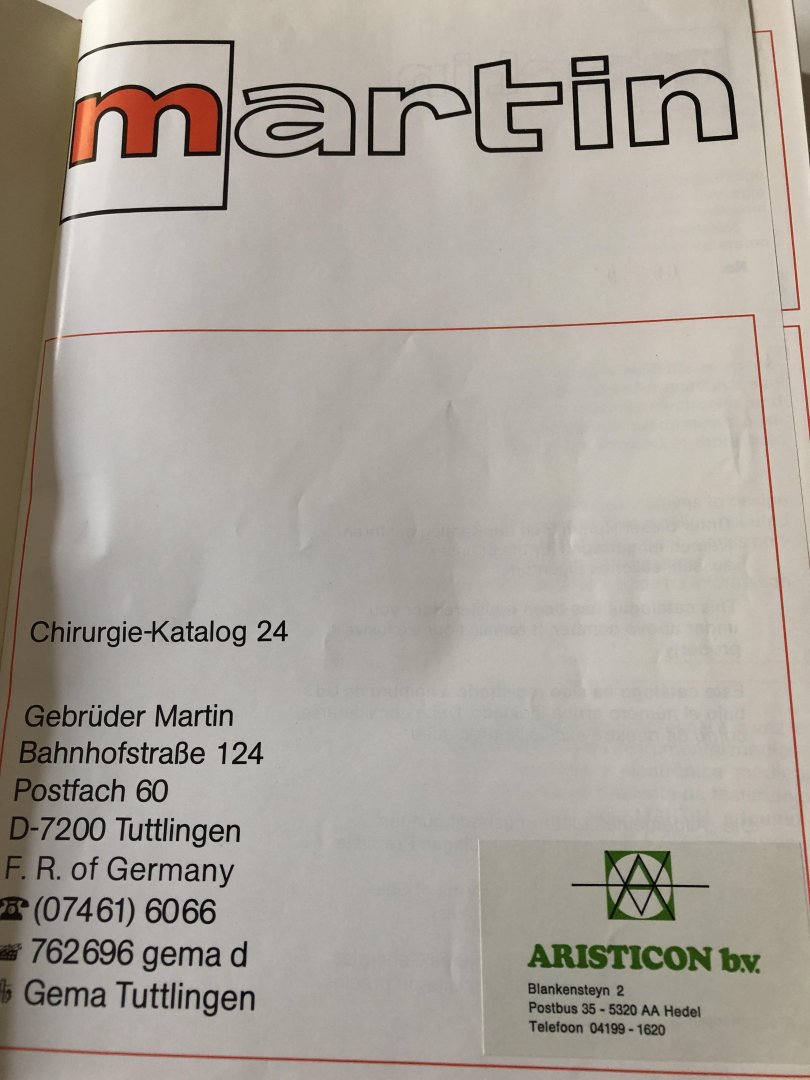 martin
Chirurgie-Katalog 24
Gebrüder Martin
Bahnhofstraße 124
Postfach 60
D-7200 Tuttlingen
F. R. of Germany
☎ (07461) 6066
762696 gema d
Gema Tuttlingen
ARISTICON b.v.
Blankensteyn 2
Postbus 35 - 5320 AA Hedel
Telefoon 04199 - 1620